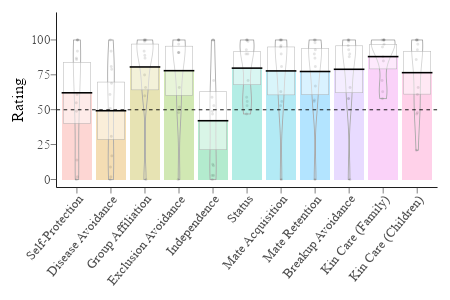 Rating
100
75
50
25
0
Self-Protection
Disease Avoidance
Group Affiliation
Exclusion Avoidance
Independence
Status
Mate Acquisition
Mate Retention
Breakup Avoidance
Kin Care (Family)
Kin Care (Children)